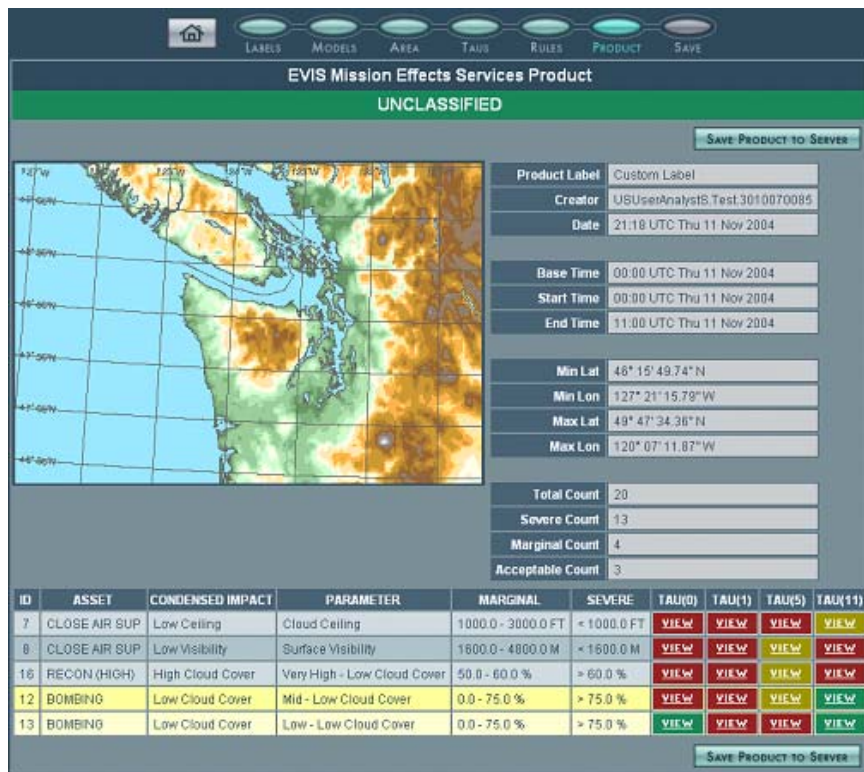 LABELS MODELS AREA TAUS RULES PRODUCT SAVE
EVIS Mission Effects Services Product
UNCLASSIFIED
SAVE PRODUCT TO SERVER
Product Label Custom Label
Creator USUserAnalystS.Test.3010070085
Date 21:18 UTC Thu 11 Nov 2004
Base Time 00:00 UTC Thu 11 Nov 2004
Start Time 00:00 UTC Thu 11 Nov 2004
End Time 11:00 UTC Thu 11 Nov 2004
Min Lat 46° 15' 49.74" N
Min Lon 127° 21' 15.79" W
Max Lat 49° 47' 34.36" N
Max Lon 120° 07' 11.87" W
Total Count 20
Severe Count 13
Marginal Count 4
Acceptable Count 3
ID ASSET CONDENSED IMPACT PARAMETER MARGINAL SEVERE TAU(0) TAU(1) TAU(5) TAU(11)
7 CLOSE AIR SUP Low Ceiling Cloud Ceiling 1000.0 - 3000.0 FT < 1000.0 FT VIEW VIEW VIEW VIEW
8 CLOSE AIR SUP Low Visibility Surface Visibility 1600.0 - 4800.0 M < 1600.0 M VIEW VIEW VIEW VIEW
16 RECON (HIGH) High Cloud Cover Very High - Low Cloud Cover 50.0 - 60.0 % > 60.0 % VIEW VIEW VIEW VIEW
12 BOMBING Low Cloud Cover Mid - Low Cloud Cover 0.0 - 75.0 % > 75.0 % VIEW VIEW VIEW VIEW
13 BOMBING Low Cloud Cover Low - Low Cloud Cover 0.0 - 75.0 % > 75.0 % VIEW VIEW VIEW VIEW
SAVE PRODUCT TO SERVER